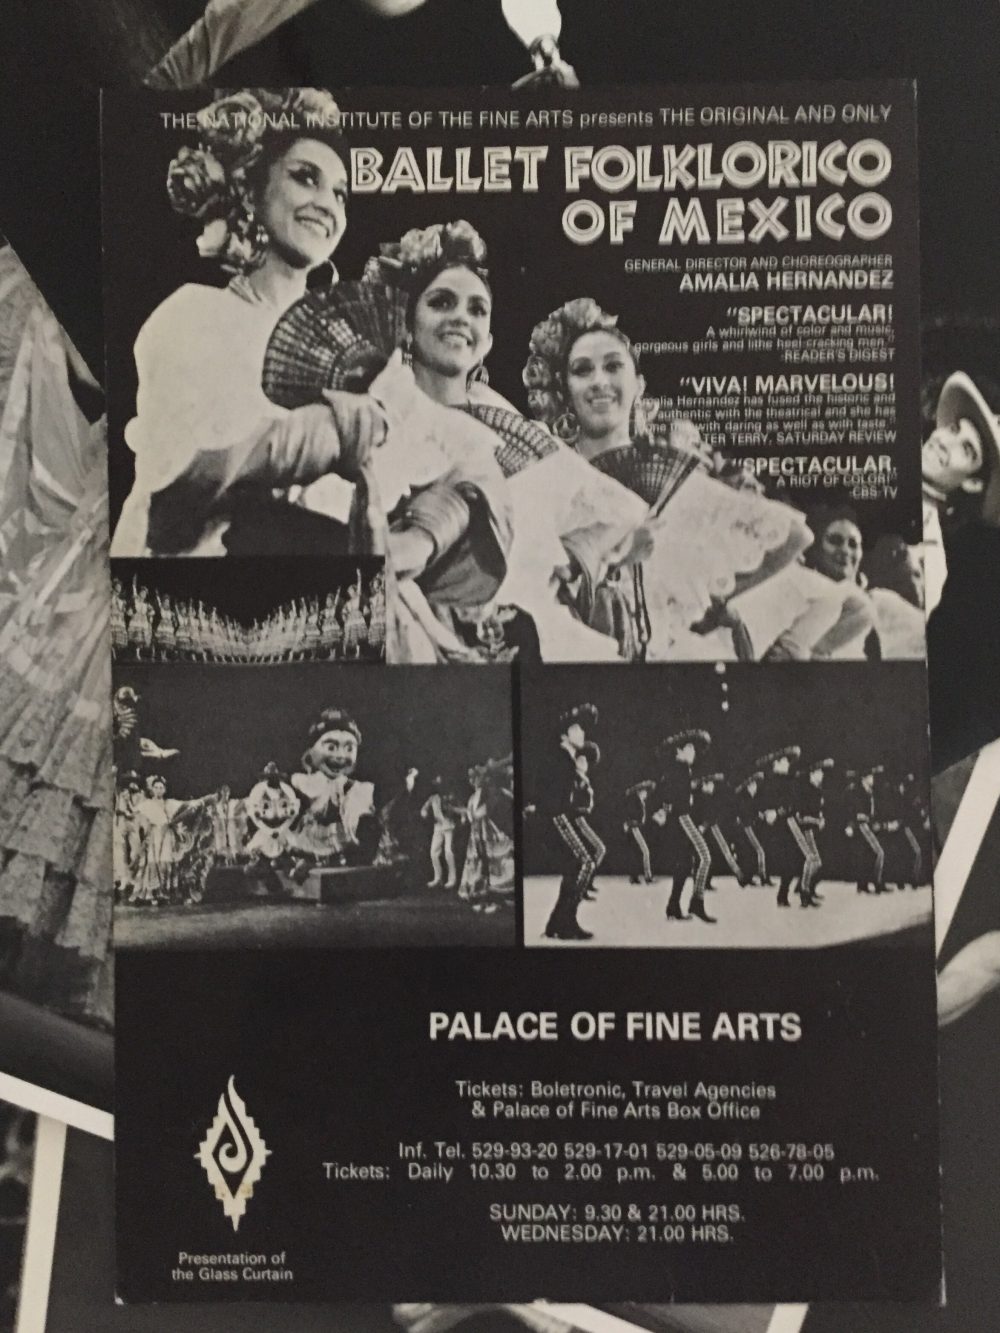 THE NATIONAL INSTITUTE OF THE FINE ARTS presents THE ORIGINAL AND ONLY
BALLET FOLKLORICO
OF MEXICO
GENERAL DIRECTOR AND CHOREOGRAPHER
AMALIA HERNANDEZ
"SPECTACULAR!
A whirlwind of color and music,
gorgeous girls and lithe heel-cracking men."
-READER'S DIGEST
"VIVA! MARVELOUS!
Amalia Hernandez has fused the historic and
authentic with the theatrical and she has
with daring as well as with taste."
TERRY, SATURDAY REVIEW
"SPECTACULAR,
A RIOT OF COLOR!"
-CBS-TV
PALACE OF FINE ARTS
Tickets: Boletronic, Travel Agencies
& Palace of Fine Arts Box Office
Inf. Tel. 529-93-20 529-17-01 529-05-09 526-78-05
Tickets: Daily 10.30 to 2.00 p.m. & 5.00 to 7.00 p.m.
SUNDAY: 9.30 & 21.00 HRS.
WEDNESDAY: 21.00 HRS.
Presentation of
the Glass Curtain